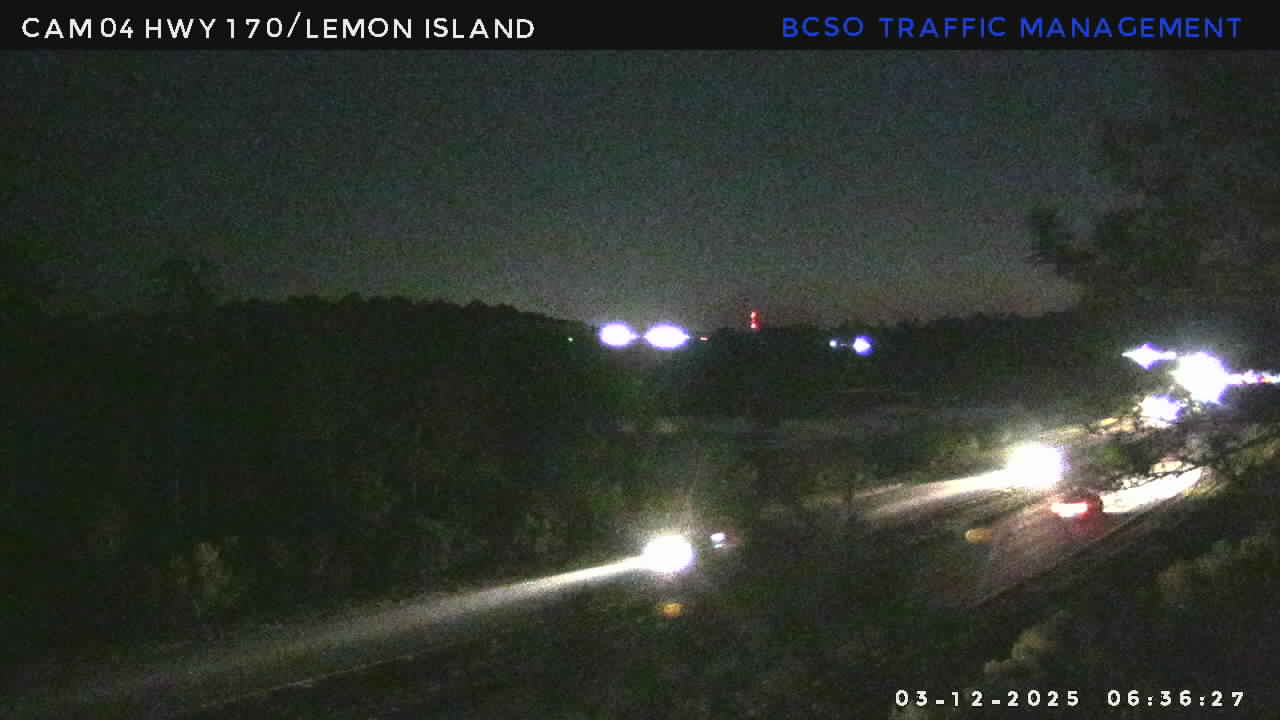 CAM04 HWY 170/LEMON ISLAND
BCSO TRAFFIC MANAGEMENT
03-12-2025 06:36:27